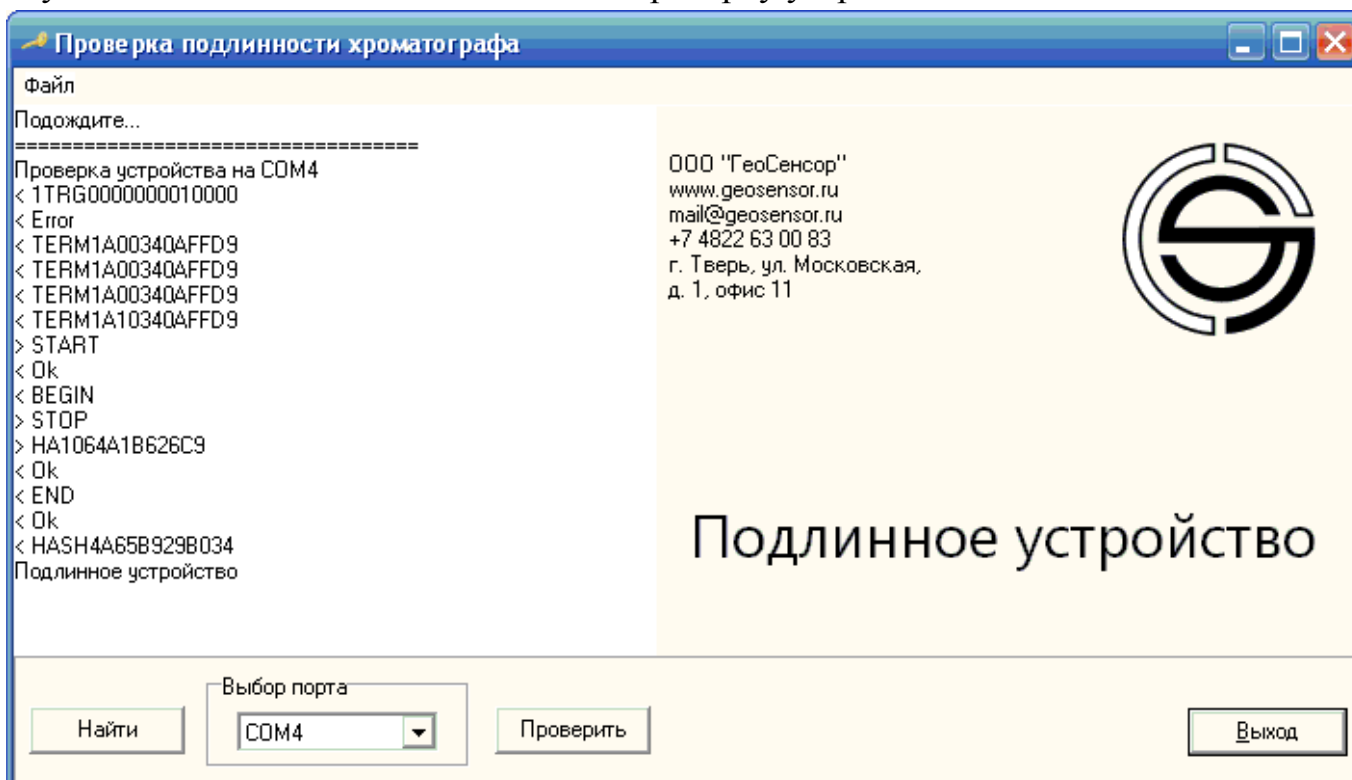 Проверка подлинности хроматографа
Файл
Подождите...
===================================
Проверка устройства на COM4
< 1TRG0000000010000
< Error
< TERM1A00340AFFD9
< TERM1A00340AFFD9
< TERM1A00340AFFD9
< TERM1A10340AFFD9
> START
< Ok
< BEGIN
> STOP
> HA1064A1B626C9
< Ok
< END
< Ok
< HASH4A65B929B034
Подлинное устройство
ООО "ГеоСенсор"
www.geosensor.ru
mail@geosensor.ru
+7 4822 63 00 83
г. Тверь, ул. Московская,
д. 1, офис 11
Подлинное устройство
Найти
Выбор порта
COM4
Проверить
Выход